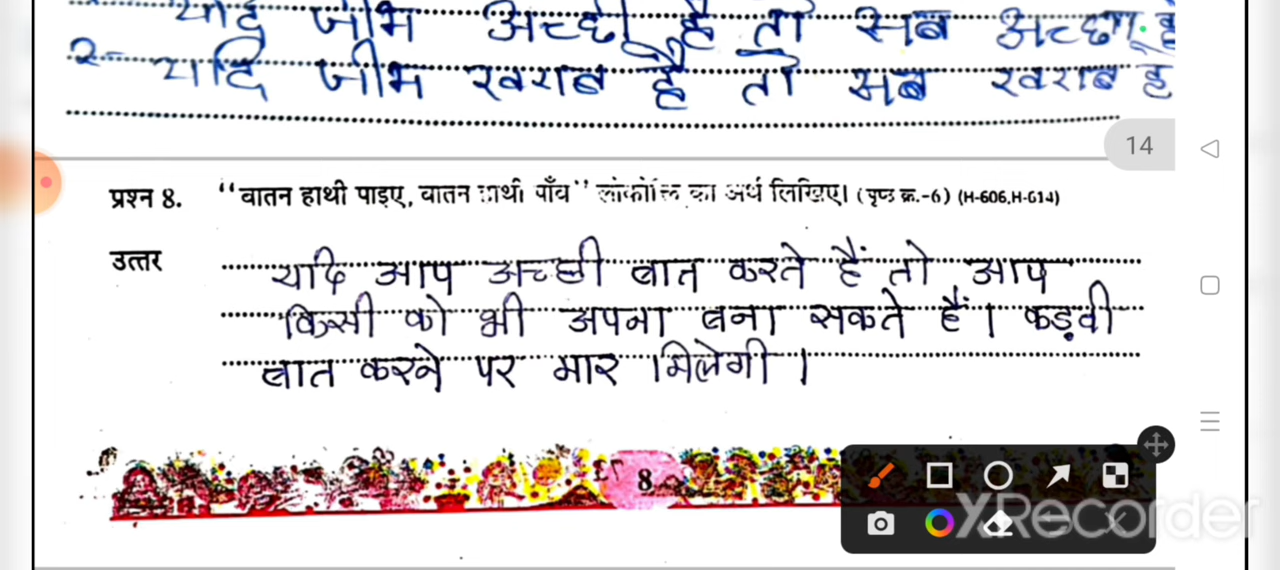 यदि जीभ अच्छी है तो सब अच्छा है
२- यदि जीभ खराब है तो सब खराब है
14
प्रश्न 8. “बातन हाथी पाइए, बातन हाथी पाँव” लोकोक्ति का अर्थ लिखिए। (पृष्ठ क्र.-6) (H-606,H-614)
उत्तर यदि आप अच्छी बात करते हैं तो आप
किसी को भी अपना बना सकते हैं। कड़वी
बात करने पर मार मिलेगी।
8
XRecorder